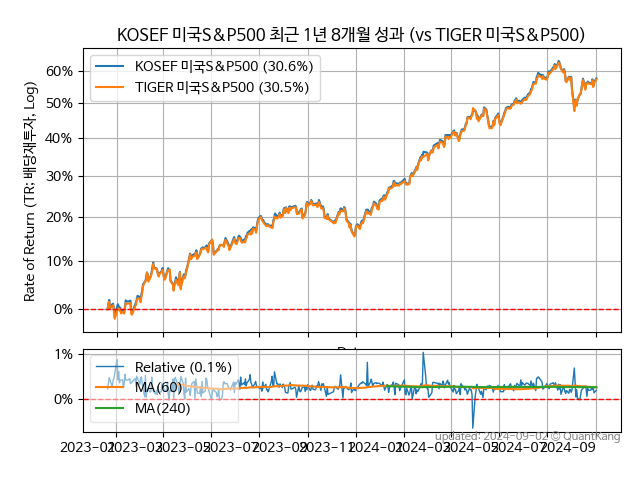 KOSEF 미국S&P500 최근 1년 8개월 성과 (vs TIGER 미국S&P500)
KOSEF 미국S&P500 (30.6%)
TIGER 미국S&P500 (30.5%)
60%
50%
40%
30%
20%
10%
0%
Rate of Return (TR: 배당재투자, Log)
Relative (0.1%)
MA(60)
MA(240)
1%
0%
updated: 2024-09-02 © QuantKang
2023-01 2023-03 2023-05 2023-07 2023-09 2023-11 2024-01 2024-03 2024-05 2024-07 2024-09